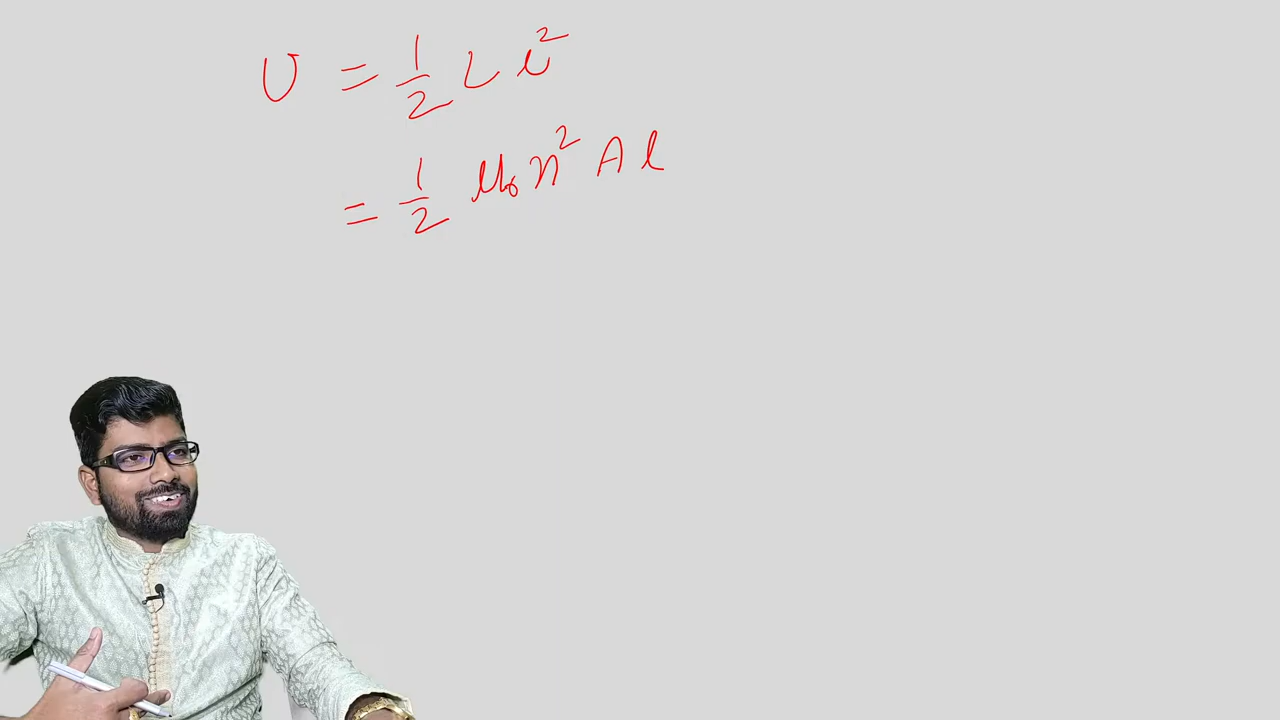 U = 1/2 L i²
= 1/2 μ₀ n² A l